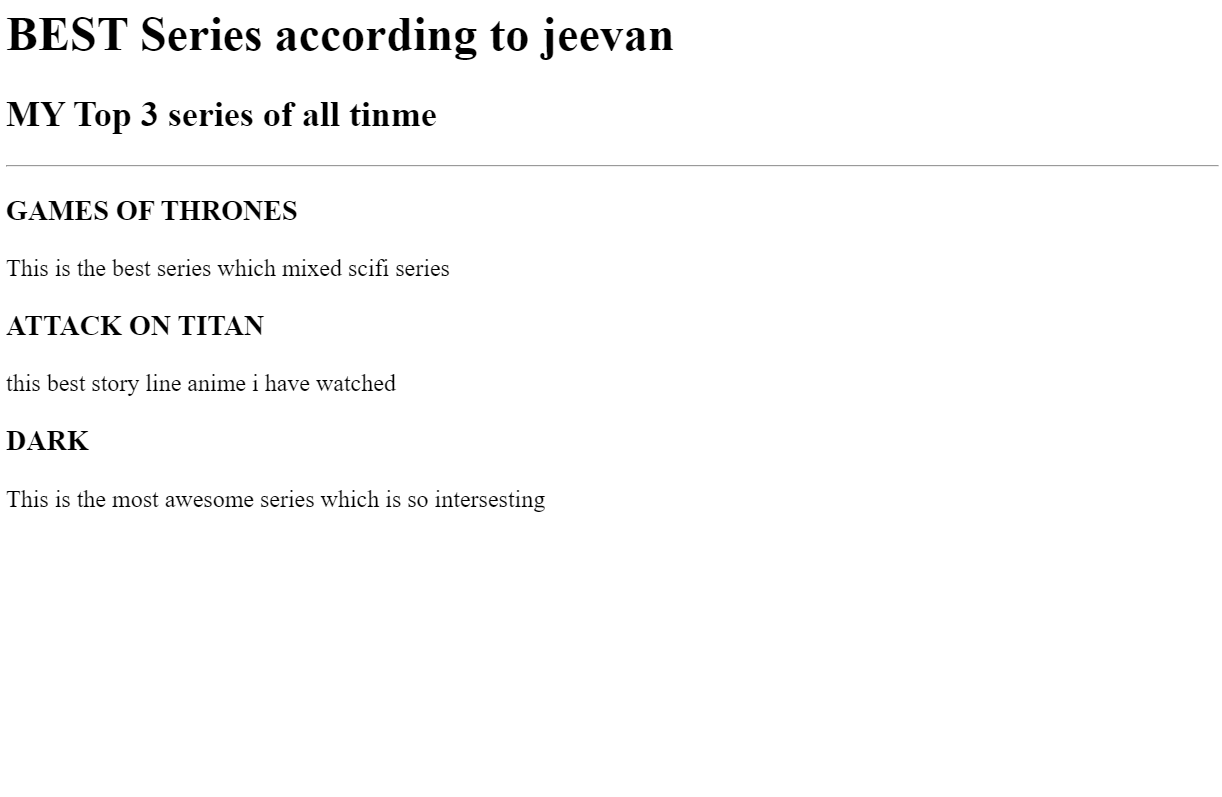 BEST Series according to jeevan
MY Top 3 series of all tinme
GAMES OF THRONES
This is the best series which mixed scifi series
ATTACK ON TITAN
this best story line anime i have watched
DARK
This is the most awesome series which is so intersesting